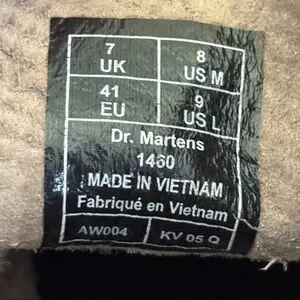 7 UK
8 US M
41 EU
9 US L
Dr. Martens
1460
MADE IN VIETNAM
Fabriqué en Vietnam
AW004
KV 05 Q